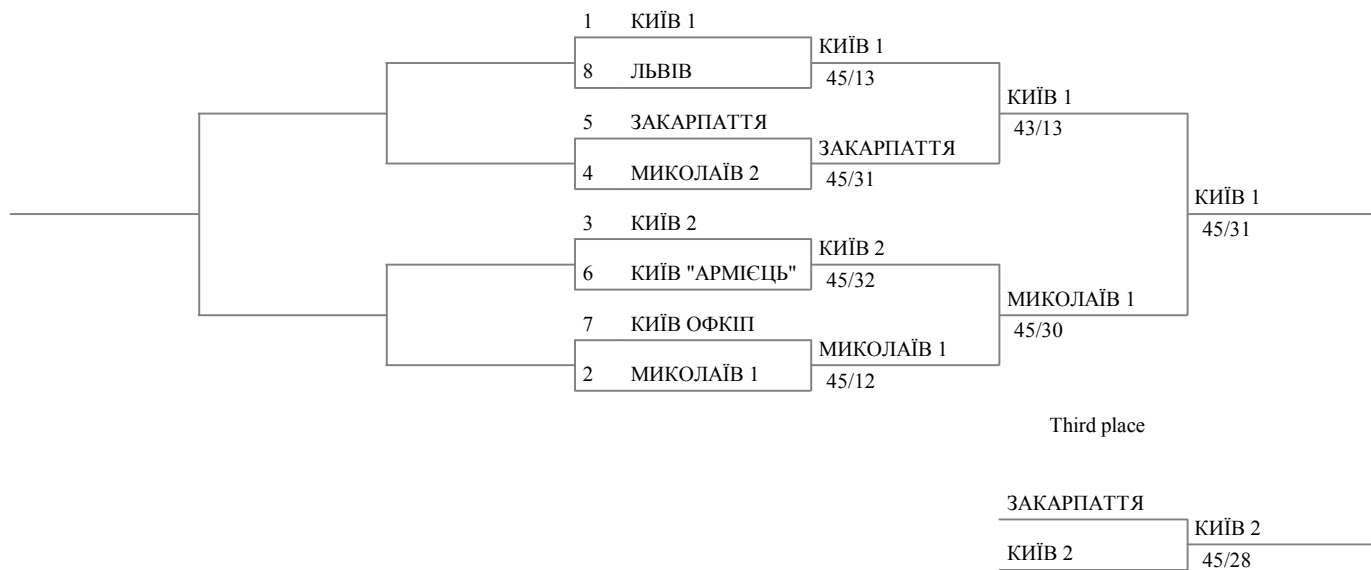 1 КИЇВ 1
КИЇВ 1
8 ЛЬВІВ
45/13
КИЇВ 1
5 ЗАКАРПАТТЯ
43/13
ЗАКАРПАТТЯ
4 МИКОЛАЇВ 2
45/31
КИЇВ 1
3 КИЇВ 2
45/31
КИЇВ 2
6 КИЇВ "АРМІЄЦЬ"
45/32
МИКОЛАЇВ 1
7 КИЇВ ОФКІП
45/30
МИКОЛАЇВ 1
2 МИКОЛАЇВ 1
45/12
Third place
ЗАКАРПАТТЯ
КИЇВ 2
КИЇВ 2
45/28